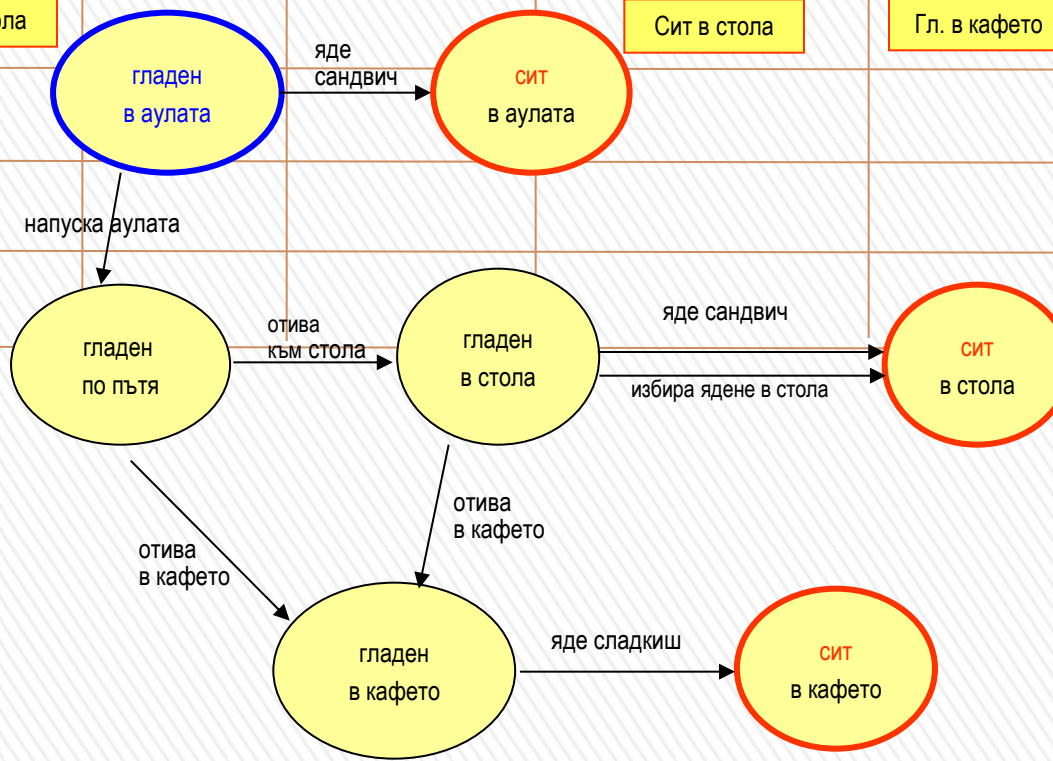 Сит в стола
Гл. в кафето
гладен
в аулата
яде
сандвич
сит
в аулата
напуска аулата
гладен
по пътя
отива
към стола
гладен
в стола
яде сандвич
избира ядене в стола
сит
в стола
отива
в кафето
отива
в кафето
гладен
в кафето
яде сладкиш
сит
в кафето